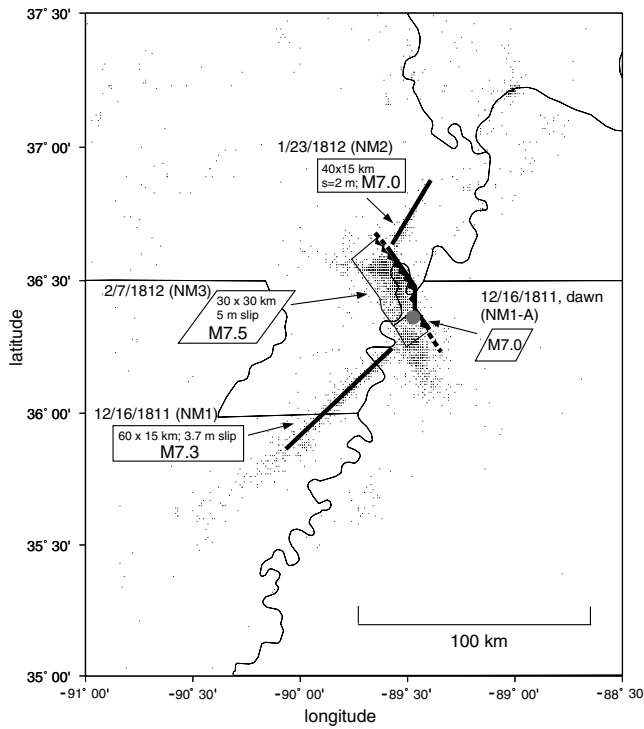 37° 30'
37° 00'
36° 30'
36° 00'
35° 30'
35° 00'
latitude
1/23/1812 (NM2)
40x15 km
s=2 m; M7.0
2/7/1812 (NM3)
30 x 30 km
5 m slip
M7.5
12/16/1811, dawn
(NM1-A)
M7.0
12/16/1811 (NM1)
60 x 15 km; 3.7 m slip
M7.3
100 km
-91° 00'
-90° 30'
-90° 00'
-89° 30'
-89° 00'
-88° 30'
longitude